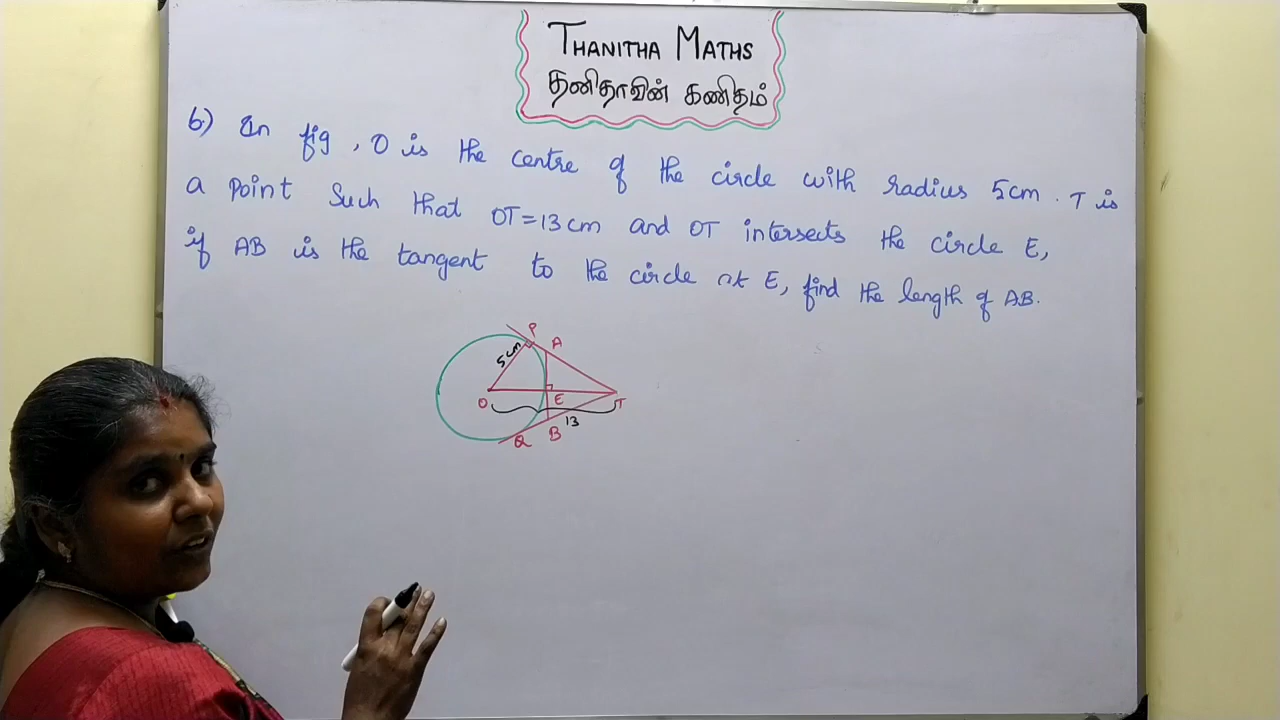 THANITHA MATHS
தனிதாவின் கணிதம்
6) In fig, O is the centre of the circle with radius 5cm. T is
a point such that OT=13cm and OT intersects the circle E,
if AB is the tangent to the circle at E, find the length of AB.
P
A
5cm
O
E
T
13
Q
B